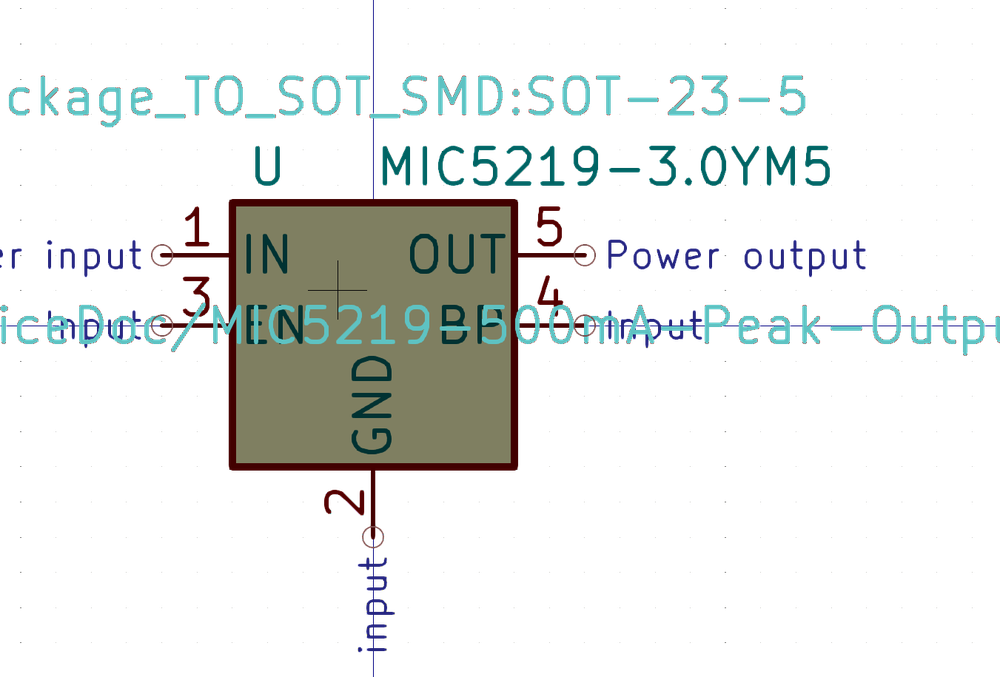 ckage_TO_SOT_SMD:SOT-23-5
U MIC5219-3.0YM5
er input 1 IN OUT 5 Power output
Input 3 EN BP 4 Input
iceDoc/MIC5219-500mA-Peak-Outpu
GND
2
input